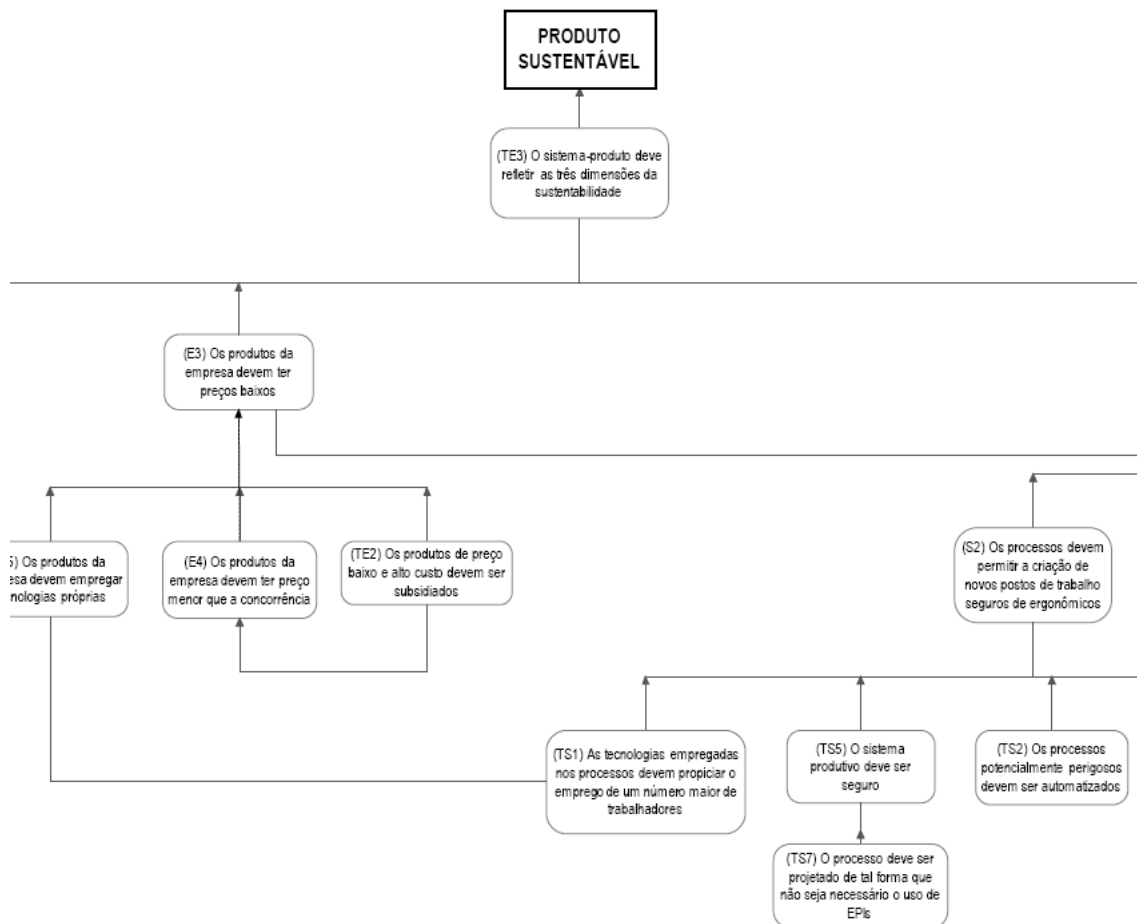 PRODUTO
SUSTENTÁVEL
(TE3) O sistema-produto deve
refletir as três dimensões da
sustentabilidade
(E3) Os produtos da
empresa devem ter
preços baixos
5) Os produtos da
esa devem empregar
nologias próprias
(E4) Os produtos da
empresa devem ter preço
menor que a concorrência
(TE2) Os produtos de preço
baixo e alto custo devem ser
subsidiados
(S2) Os processos devem
permitir a criação de
novos postos de trabalho
seguros de ergonômicos
(TS1) As tecnologias empregadas
nos processos devem propiciar o
emprego de um número maior de
trabalhadores
(TS5) O sistema
produtivo deve ser
seguro
(TS2) Os processos
potencialmente perigosos
devem ser automatizados
(TS7) O processo deve ser
projetado de tal forma que
não seja necessário o uso de
EPIs